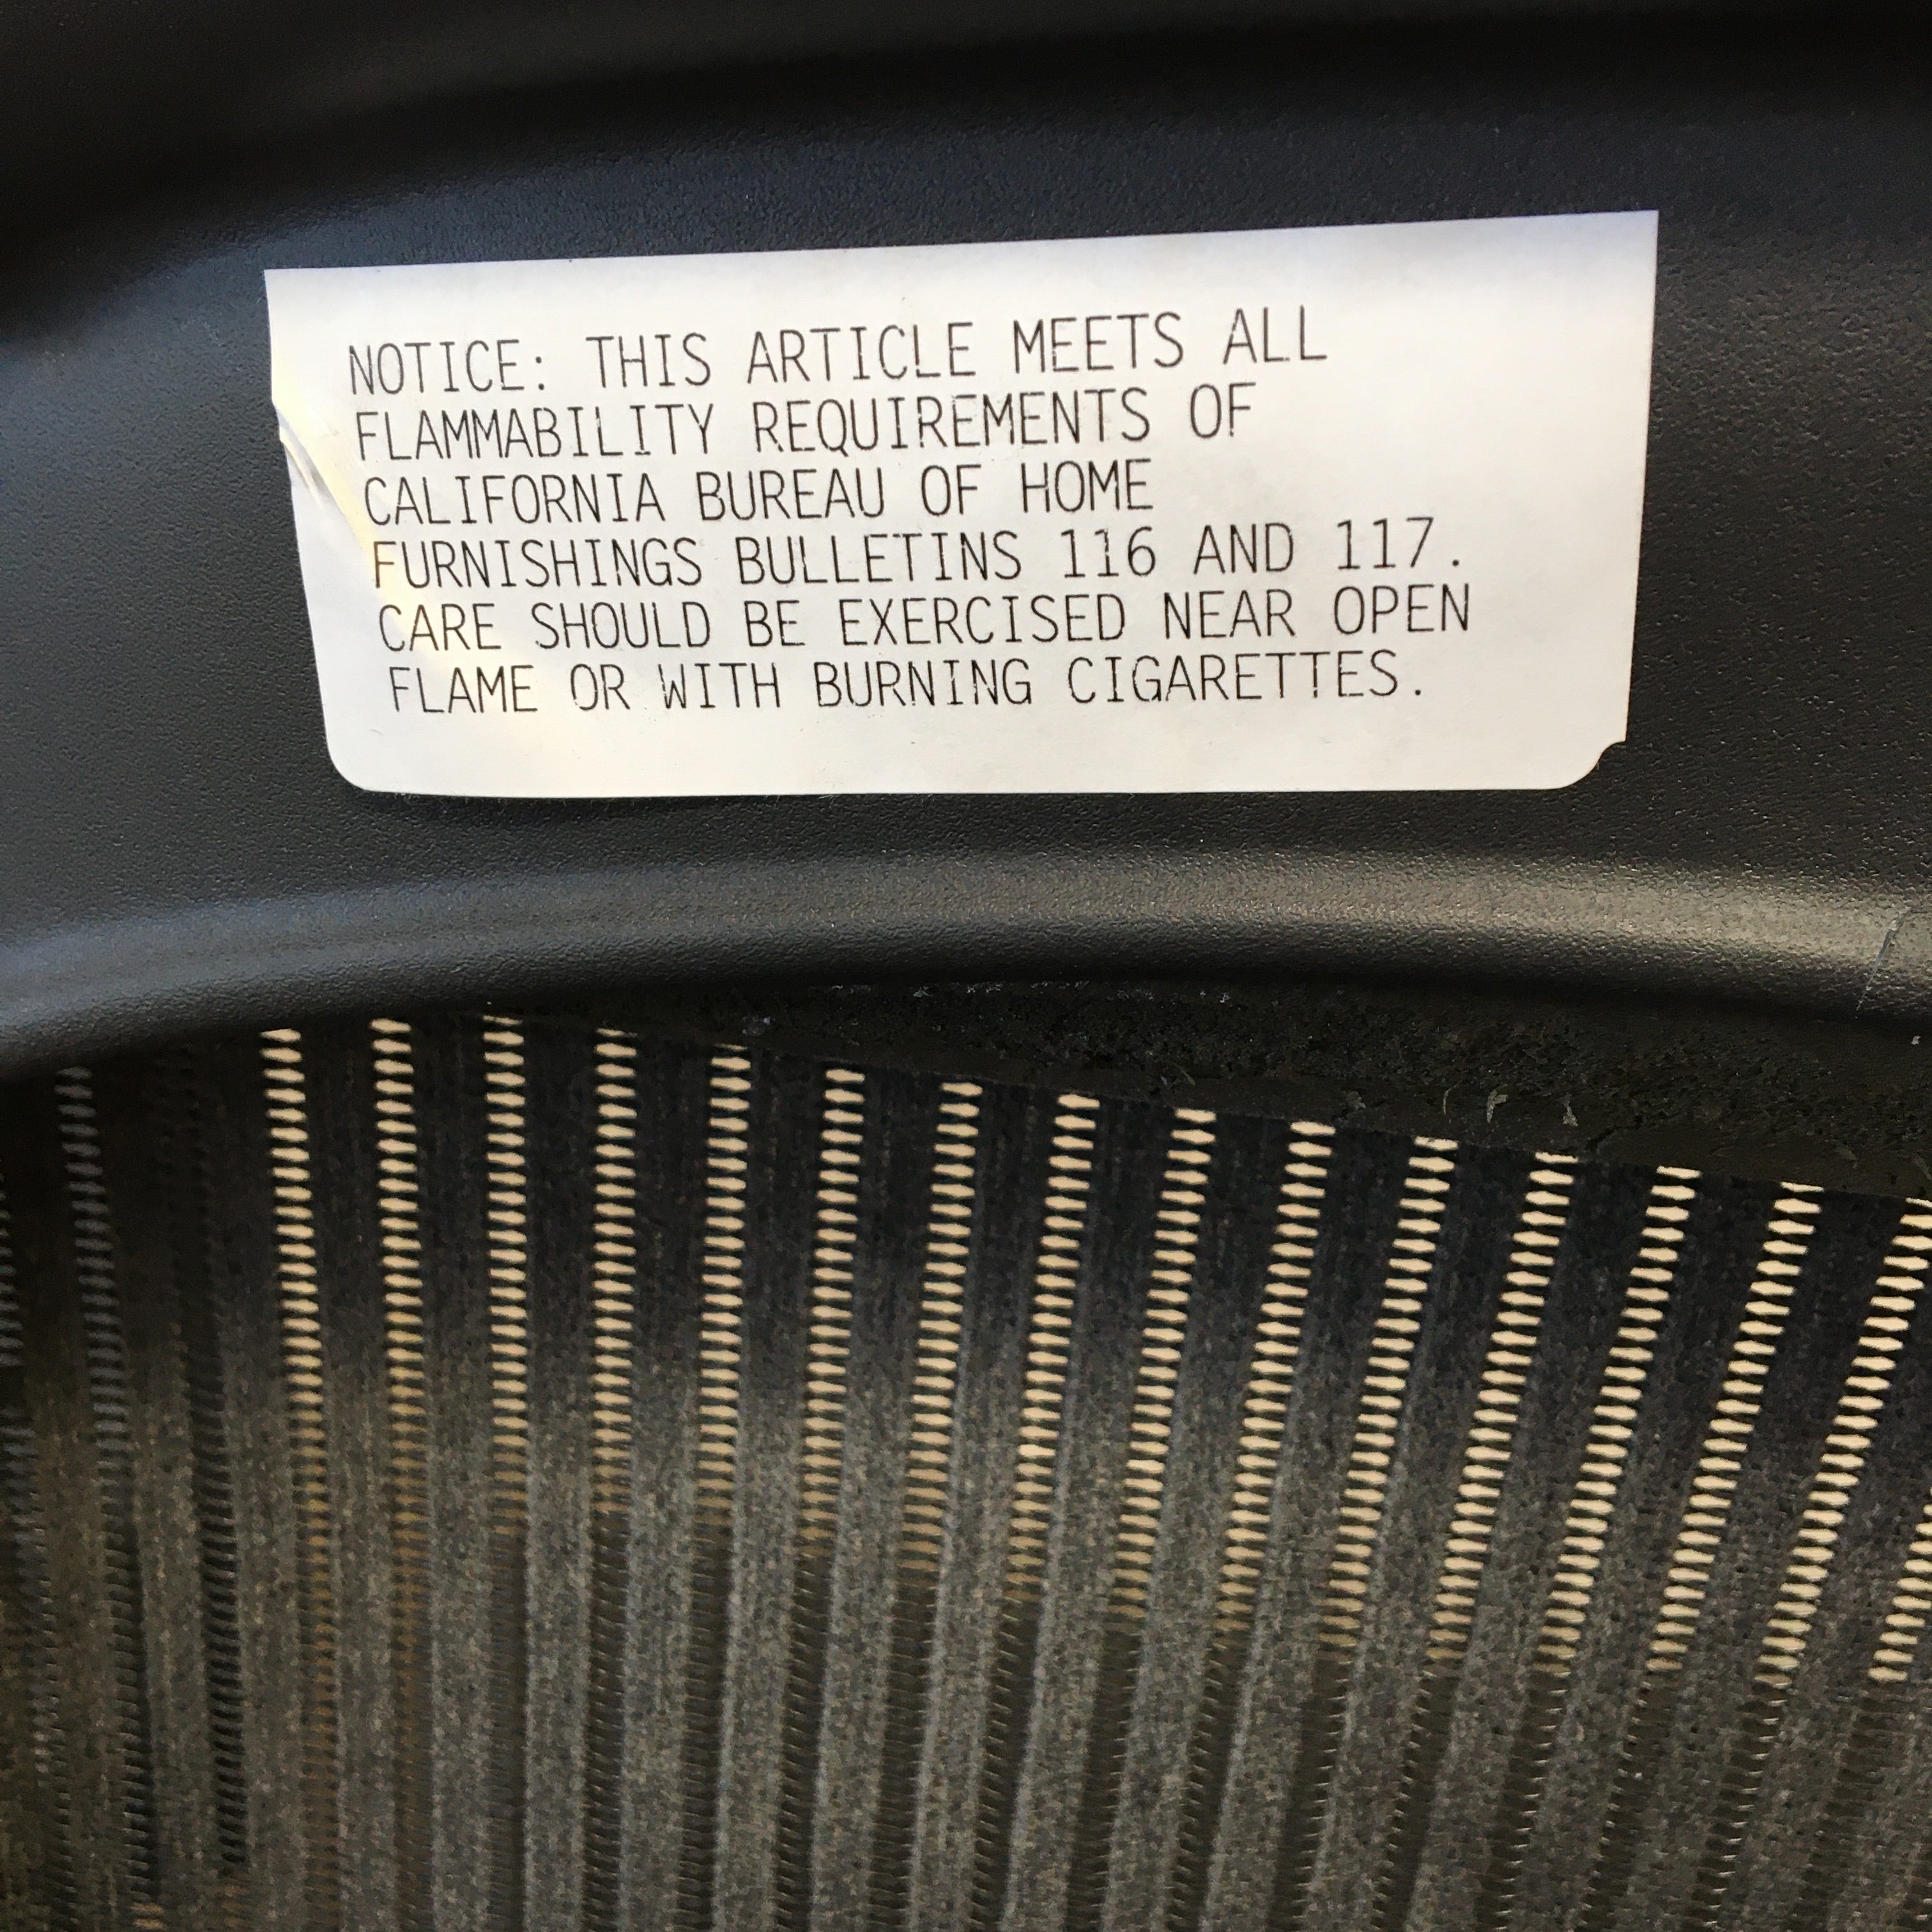 NOTICE: THIS ARTICLE MEETS ALL
FLAMMABILITY REQUIREMENTS OF
CALIFORNIA BUREAU OF HOME
FURNISHINGS BULLETINS 116 AND 117.
CARE SHOULD BE EXERCISED NEAR OPEN
FLAME OR WITH BURNING CIGARETTES.